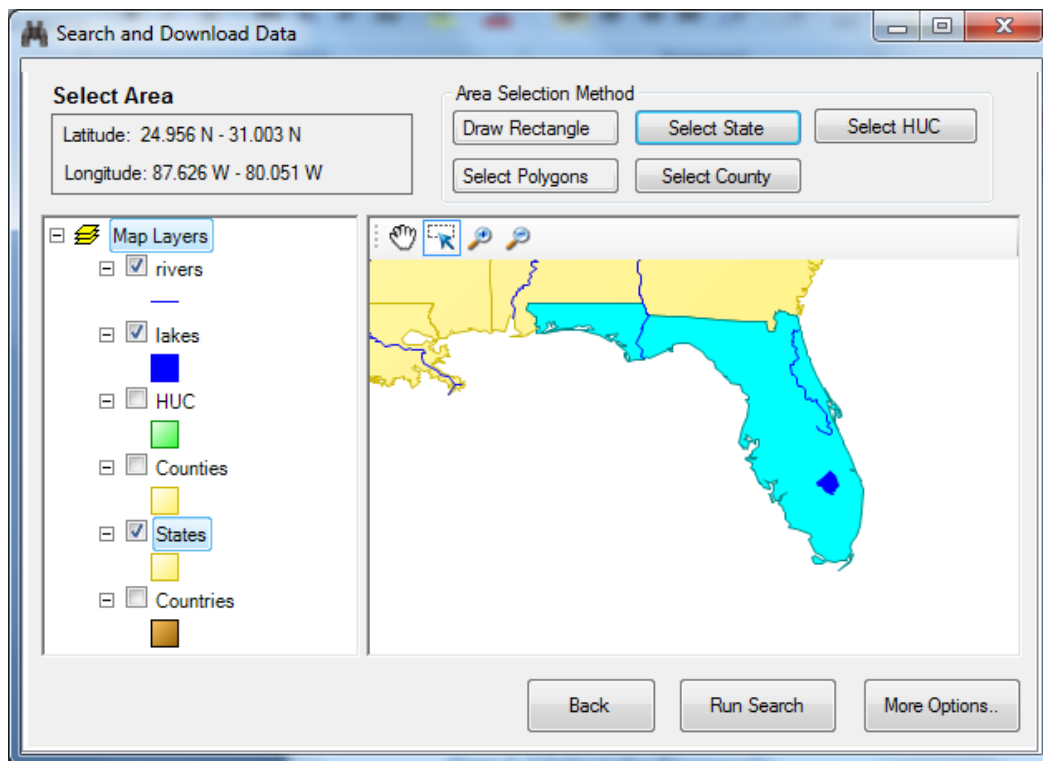 Search and Download Data
Select Area
Latitude: 24.956 N - 31.003 N
Longitude: 87.626 W - 80.051 W
Area Selection Method
Draw Rectangle
Select State
Select HUC
Select Polygons
Select County
Map Layers
rivers
lakes
HUC
Counties
States
Countries
Back
Run Search
More Options..